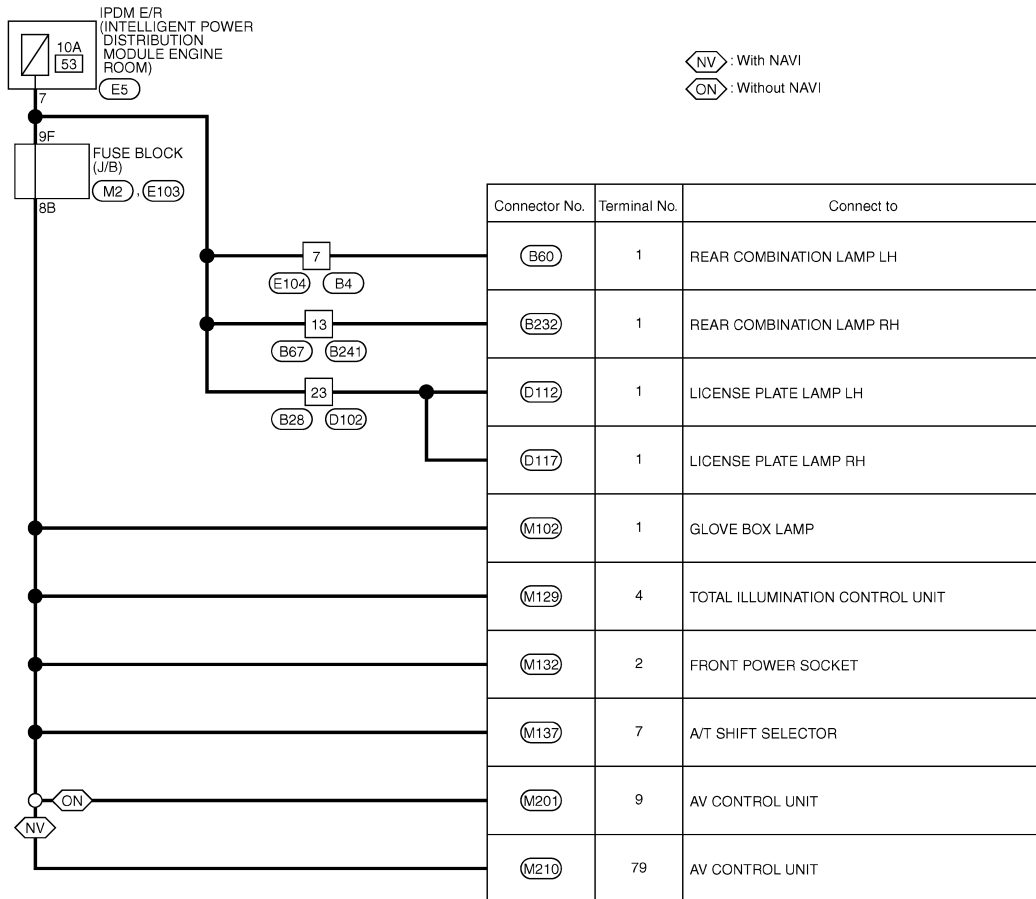 IPDM E/R
(INTELLIGENT POWER
DISTRIBUTION
MODULE ENGINE
ROOM)
10A
53
E5
7
NV : With NAVI
ON : Without NAVI
9F
FUSE BLOCK
(J/B)
M2 , E103
8B
Connector No. Terminal No. Connect to
7
E104 B4
B60 1 REAR COMBINATION LAMP LH
13
B67 B241
B232 1 REAR COMBINATION LAMP RH
23
B28 D102
D112 1 LICENSE PLATE LAMP LH
D117 1 LICENSE PLATE LAMP RH
M102 1 GLOVE BOX LAMP
M129 4 TOTAL ILLUMINATION CONTROL UNIT
M132 2 FRONT POWER SOCKET
M137 7 A/T SHIFT SELECTOR
ON M201 9 AV CONTROL UNIT
NV
M210 79 AV CONTROL UNIT